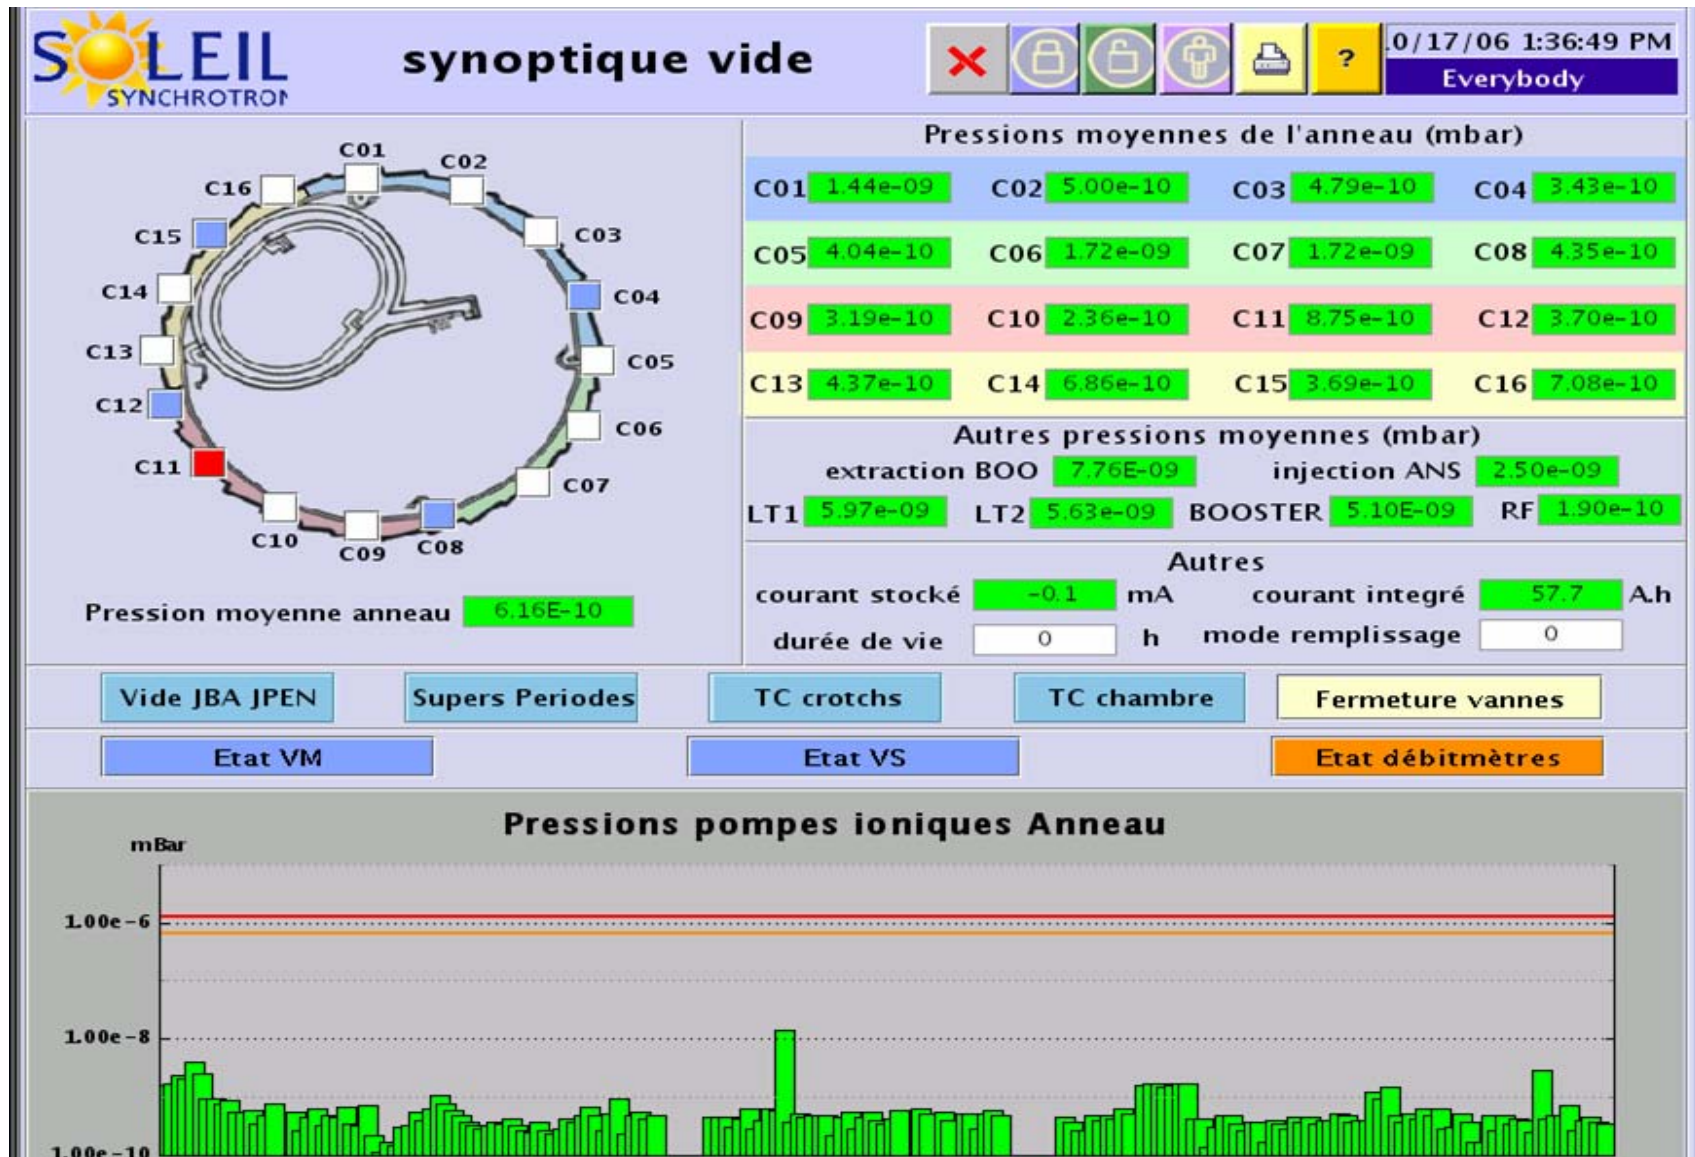 SOLEIL
SYNCHROTRON
synoptique vide
?
.0/17/06 1:36:49 PM
Everybody
C01
C02
C03
C04
C05
C06
C07
C08
C09
C10
C11
C12
C13
C14
C15
C16
Pression moyenne anneau 6.16E-10
Pressions moyennes de l'anneau (mbar)
C01 1.44e-09 C02 5.00e-10 C03 4.79e-10 C04 3.43e-10
C05 4.04e-10 C06 1.72e-09 C07 1.72e-09 C08 4.35e-10
C09 3.19e-10 C10 2.36e-10 C11 8.75e-10 C12 3.70e-10
C13 4.37e-10 C14 6.86e-10 C15 3.69e-10 C16 7.08e-10
Autres pressions moyennes (mbar)
extraction BOO 7.76E-09 injection ANS 2.50e-09
LT1 5.97e-09 LT2 5.63e-09 BOOSTER 5.10E-09 RF 1.90e-10
Autres
courant stocké -0.1 mA courant integré 57.7 A.h
durée de vie 0 h mode remplissage 0
Vide JBA JPEN Supers Periodes TC crotchs TC chambre Fermeture vannes
Etat VM Etat VS Etat débitmètres
Pressions pompes ioniques Anneau
mBar
1.00e-6
1.00e-8
1.00e-10